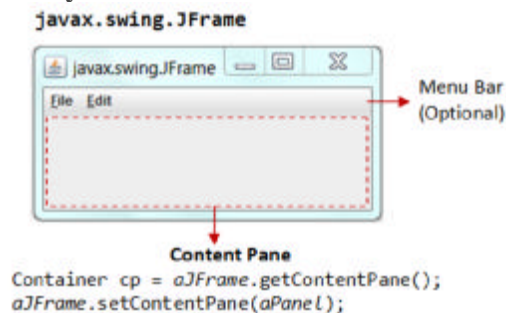 javax.swing.JFrame
javax.swing.JFrame
File Edit
Menu Bar
(Optional)
Content Pane
Container cp = aJFrame.getContentPane();
aJFrame.setContentPane(aPanel);